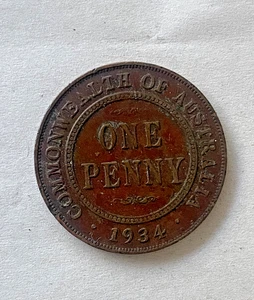 COMMONWEALTH OF AUSTRALIA
ONE
PENNY
· 1934 ·